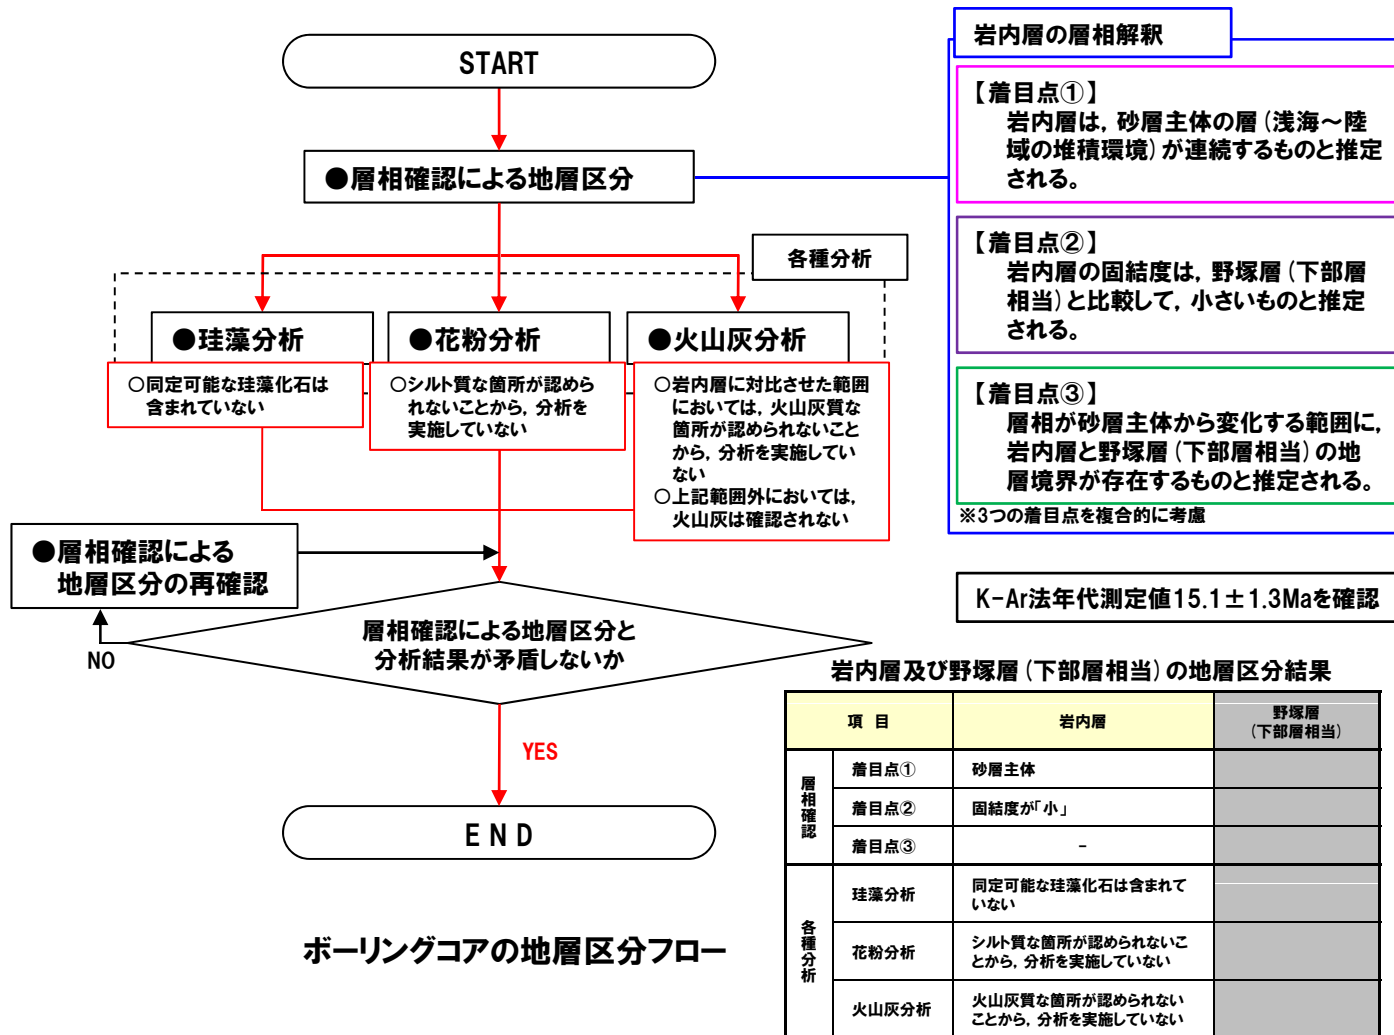 START
●層相確認による地層区分
各種分析
●珪藻分析
○同定可能な珪藻化石は
含まれていない
●花粉分析
○シルト質な箇所が認めら
れないことから，分析を
実施していない
●火山灰分析
○岩内層に対比させた範囲
においては，火山灰質な
箇所が認められないこと
から，分析を実施してい
ない
○上記範囲外においては，
火山灰は確認されない
●層相確認による
地層区分の再確認
層相確認による地層区分と
分析結果が矛盾しないか
NO
YES
E N D
ボーリングコアの地層区分フロー
岩内層の層相解釈
【着目点①】
岩内層は，砂層主体の層（浅海～陸
域の堆積環境）が連続するものと推定
される。
【着目点②】
岩内層の固結度は，野塚層（下部層
相当）と比較して，小さいものと推定
される。
【着目点③】
層相が砂層主体から変化する範囲に，
岩内層と野塚層（下部層相当）の地
層境界が存在するものと推定される。
※3つの着目点を複合的に考慮
K-Ar法年代測定値15.1±1.3Maを確認
岩内層及び野塚層（下部層相当）の地層区分結果
項 目
岩内層
野塚層
（下部層相当）
層相確認
着目点①
砂層主体
着目点②
固結度が「小」
着目点③
-
各種分析
珪藻分析
同定可能な珪藻化石は含まれて
いない
花粉分析
シルト質な箇所が認められないこ
とから，分析を実施していない
火山灰分析
火山灰質な箇所が認められない
ことから，分析を実施していない